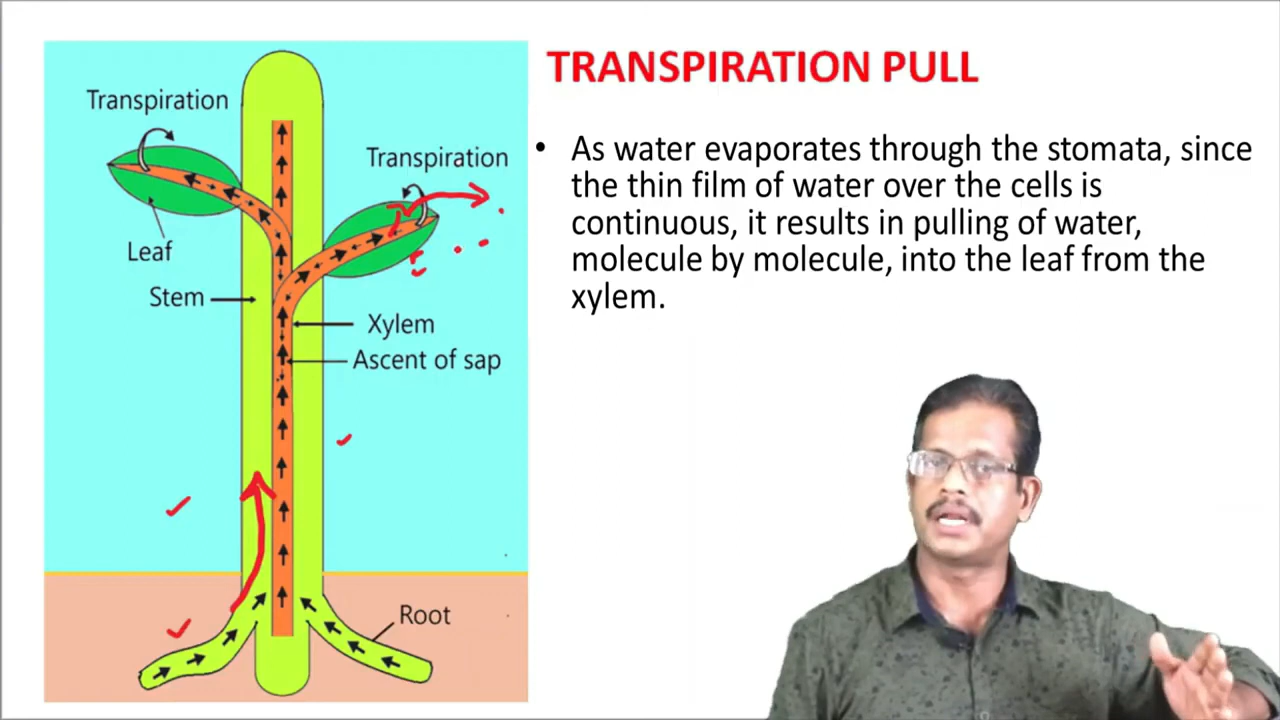 TRANSPIRATION PULL
• As water evaporates through the stomata, since
the thin film of water over the cells is
continuous, it results in pulling of water,
molecule by molecule, into the leaf from the
xylem.
Transpiration
Transpiration
Leaf
Stem
Xylem
Ascent of sap
Root